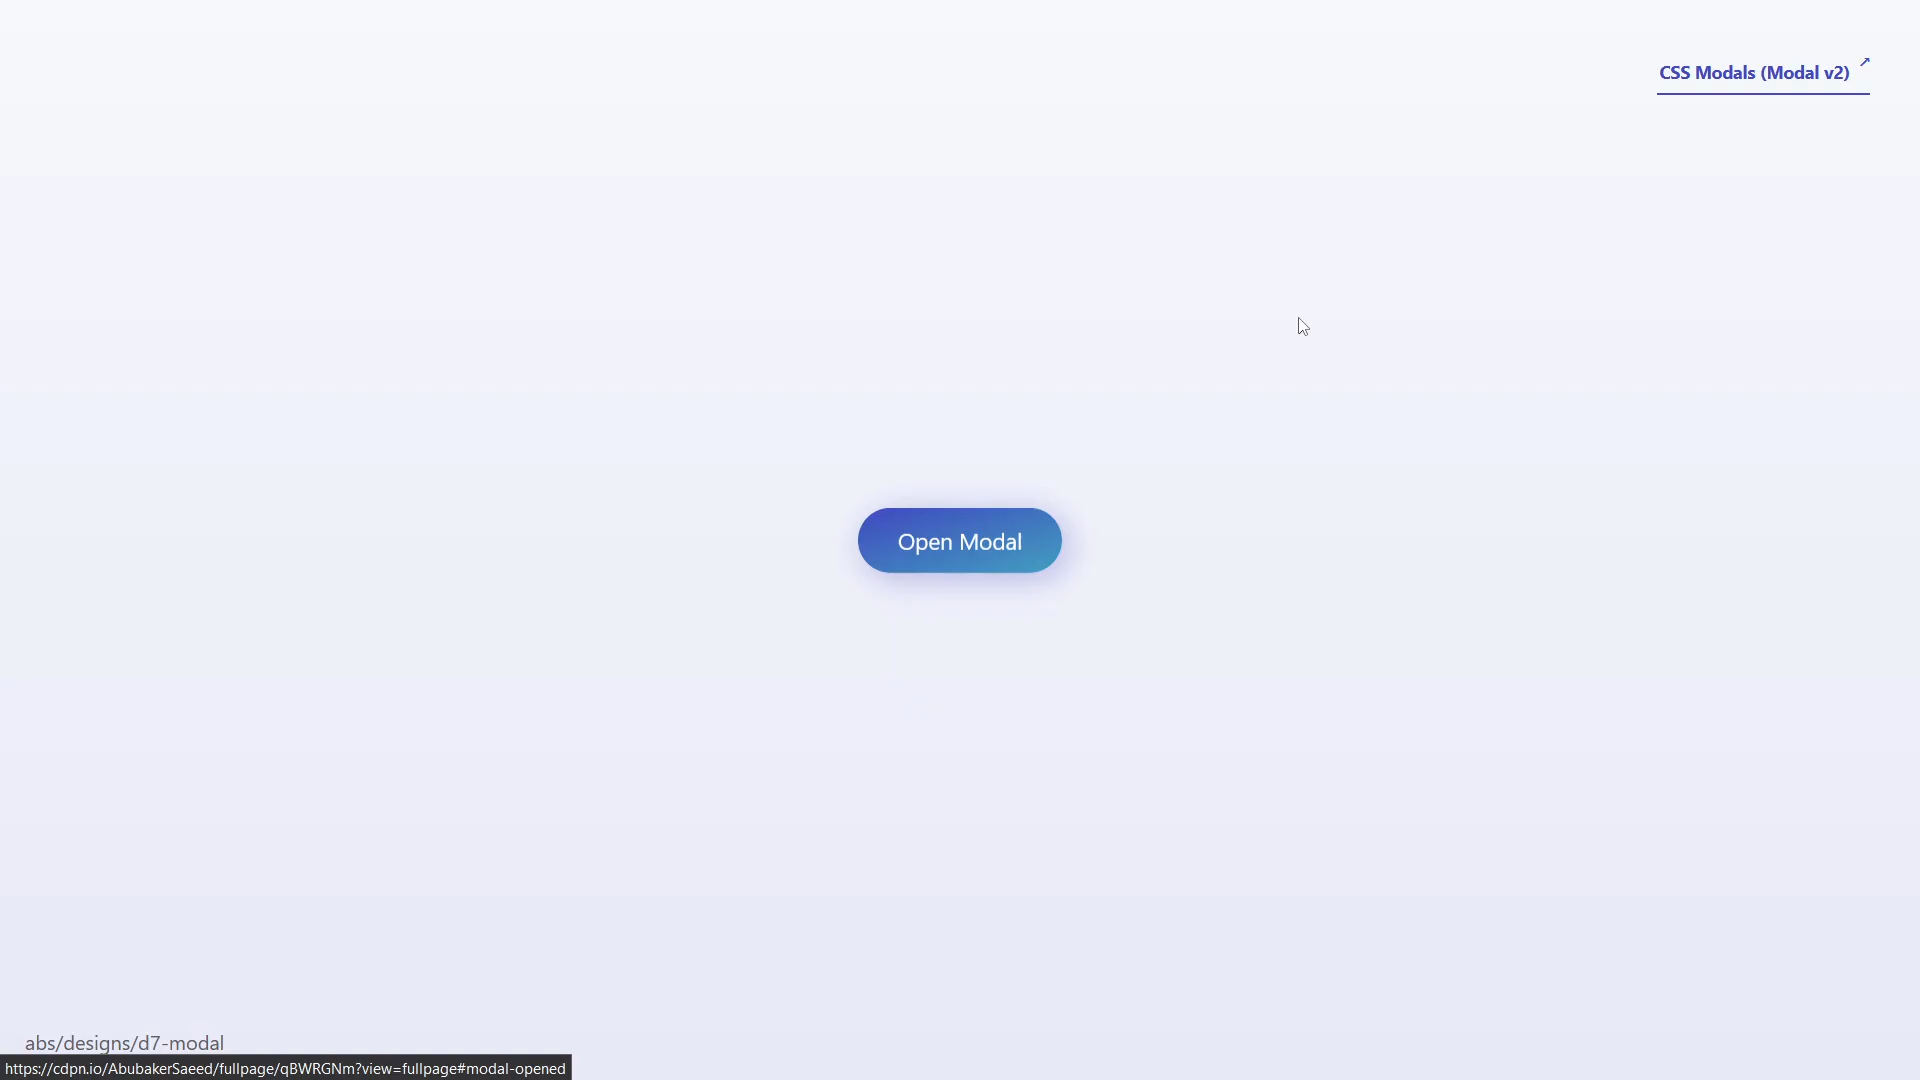 CSS Modals (Modal v2) ↗
Open Modal
abs/designs/d7-modal
https://cdpn.io/AbubakerSaeed/fullpage/qBWRGNm?view=fullpage#modal-opened